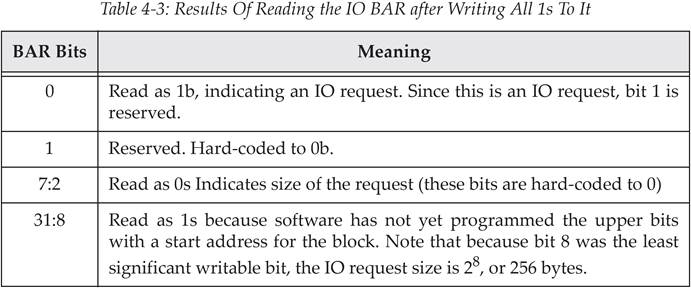 Table 4-3: Results Of Reading the IO BAR after Writing All 1s To It
BAR Bits Meaning
0 Read as 1b, indicating an IO request. Since this is an IO request, bit 1 is
reserved.
1 Reserved. Hard-coded to 0b.
7:2 Read as 0s Indicates size of the request (these bits are hard-coded to 0)
31:8 Read as 1s because software has not yet programmed the upper bits
with a start address for the block. Note that because bit 8 was the least
significant writable bit, the IO request size is 2⁸, or 256 bytes.